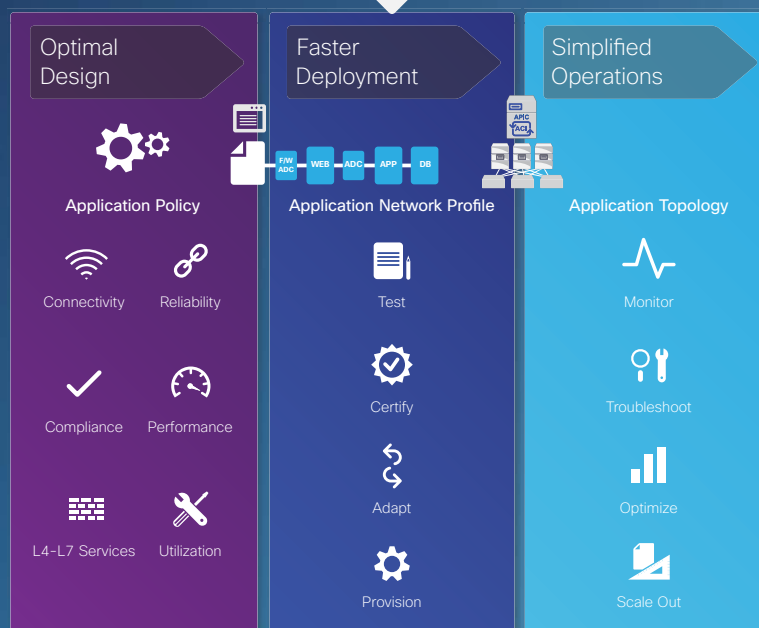 Optimal
Design
Application Policy
Connectivity
Reliability
Compliance
Performance
L4-L7 Services
Utilization
Faster
Deployment
F/W
ADC
WEB
ADC
APP
DB
Application Network Profile
Test
Certify
Adapt
Provision
Simplified
Operations
APIC
ACI
Application Topology
Monitor
Troubleshoot
Optimize
Scale Out